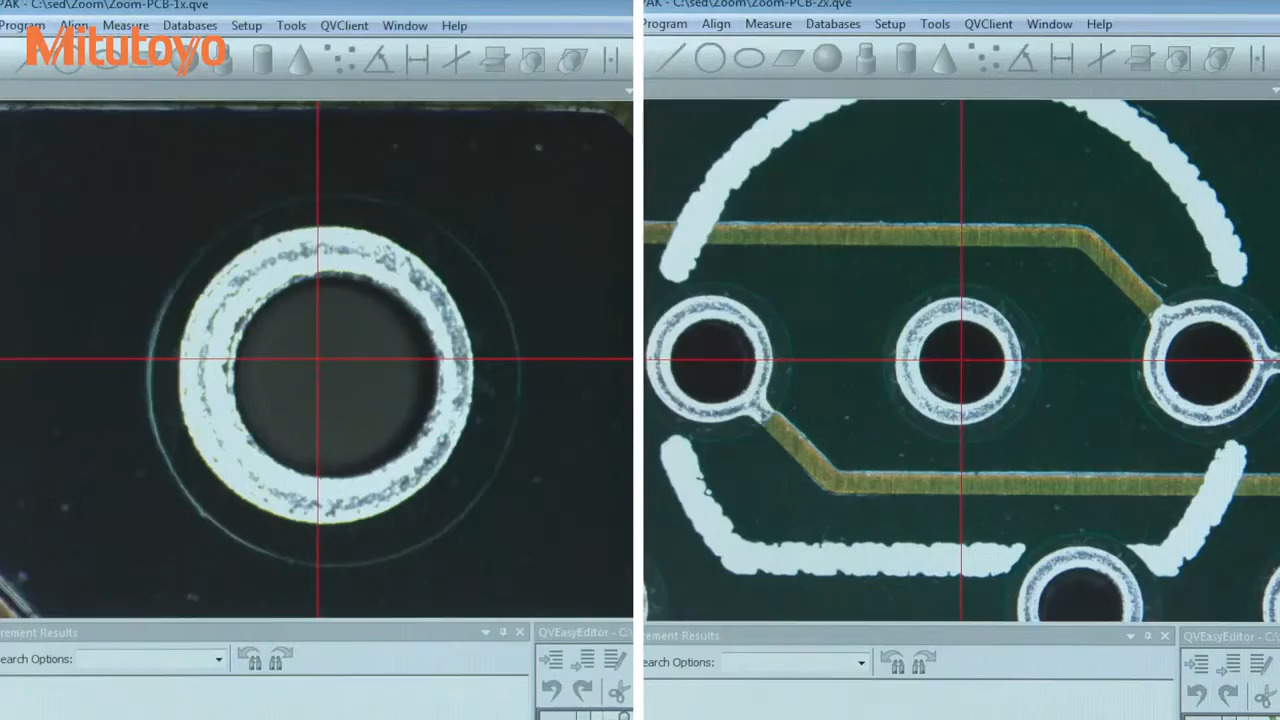 PAK - C:\sed\Zoom\Zoom-PCB-1x.qve
Program Align Measure Databases Setup Tools QVClient Window Help
Mitutoyo
rement Results
QVEasyEditor - C:\
earch Options:
PAK - C:\sed\Zoom\Zoom-PCB-2x.qve
Program Align Measure Databases Setup Tools QVClient Window Help
ement Results
QVEasyEditor - C:\
earch Options: